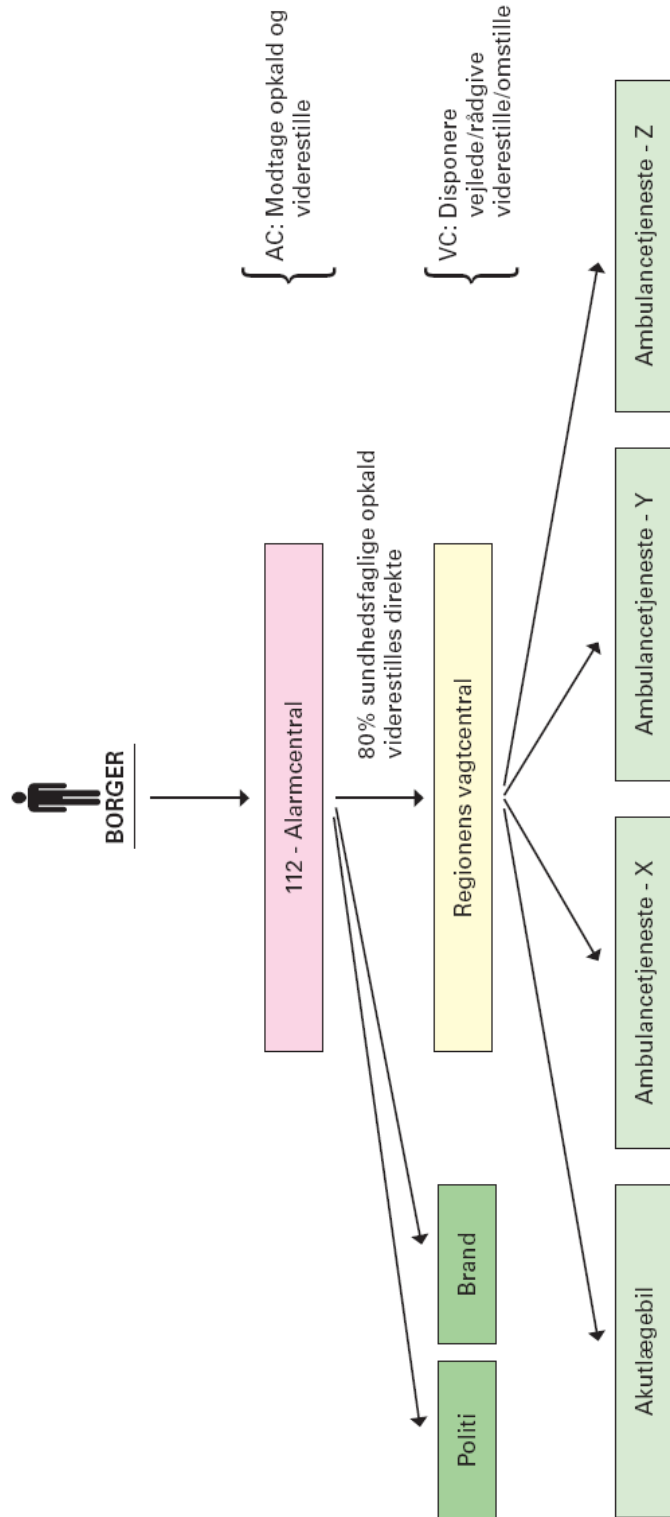 BORGER
112 - Alarmcentral
AC: Modtage opkald og
viderestille
80% sundhedsfaglige opkald
viderestilles direkte
Politi
Brand
Regionens vagtcentral
VC: Disponere
vejlede/rådgive
viderestille/omstille
Akutlægebil
Ambulancetjeneste - X
Ambulancetjeneste - Y
Ambulancetjeneste - Z